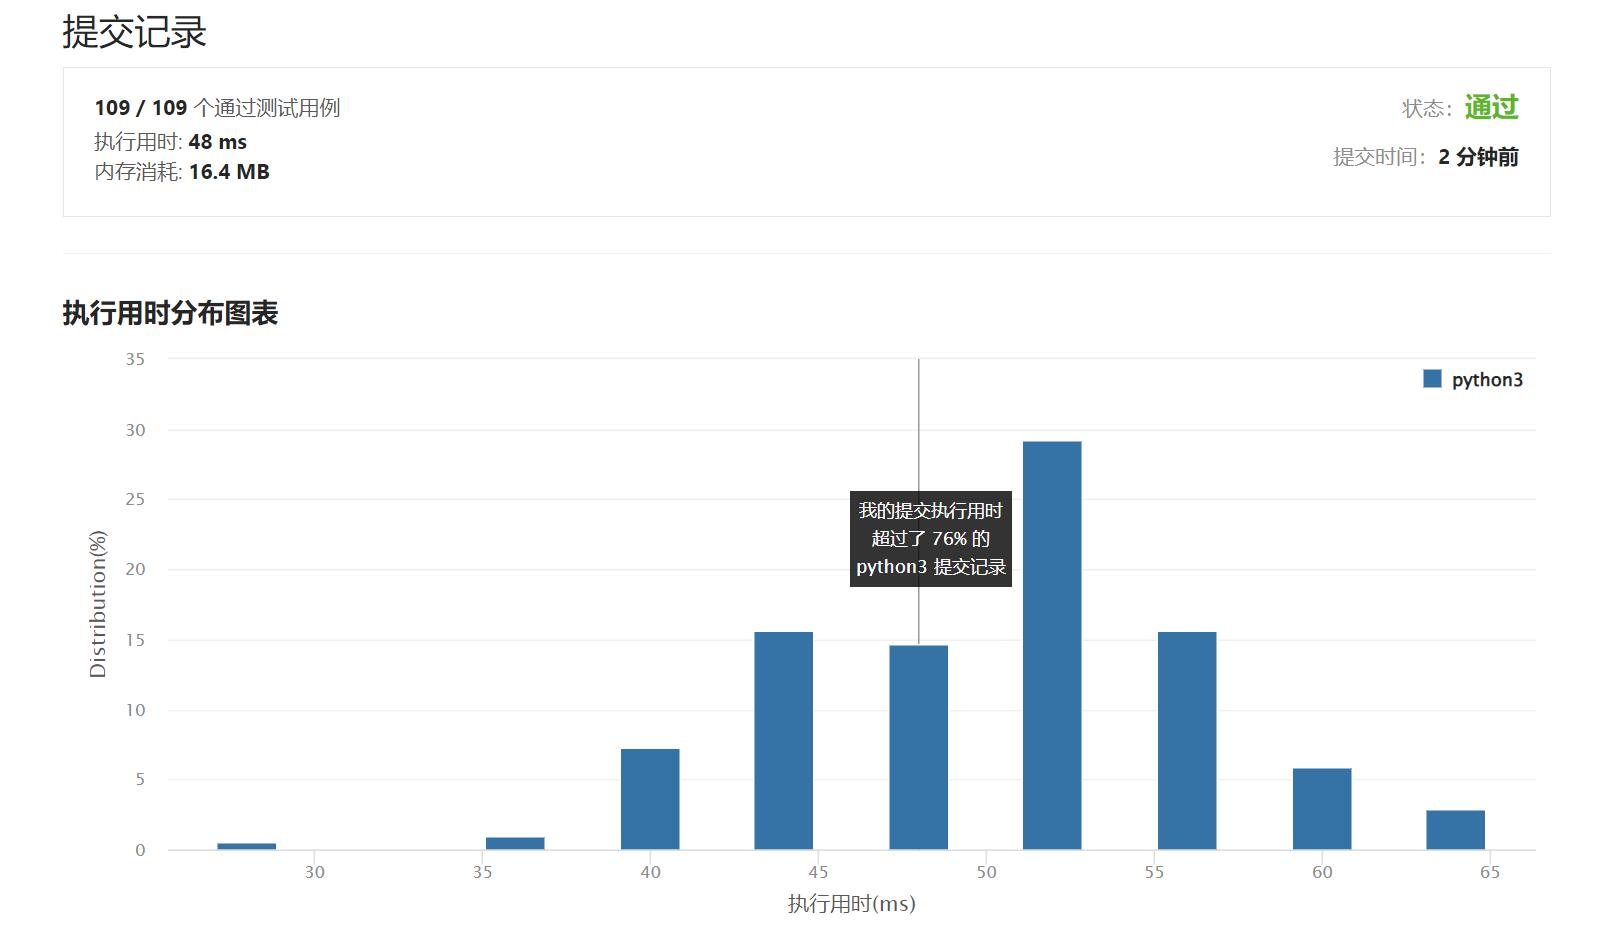 提交记录
109 / 109 个通过测试用例
状态：通过
执行用时: 48 ms
提交时间：2 分钟前
内存消耗: 16.4 MB
执行用时分布图表
35
30
25
20
15
10
5
0
Distribution(%)
python3
我的提交执行用时
超过了 76% 的
python3 提交记录
30 35 40 45 50 55 60 65
执行用时(ms)